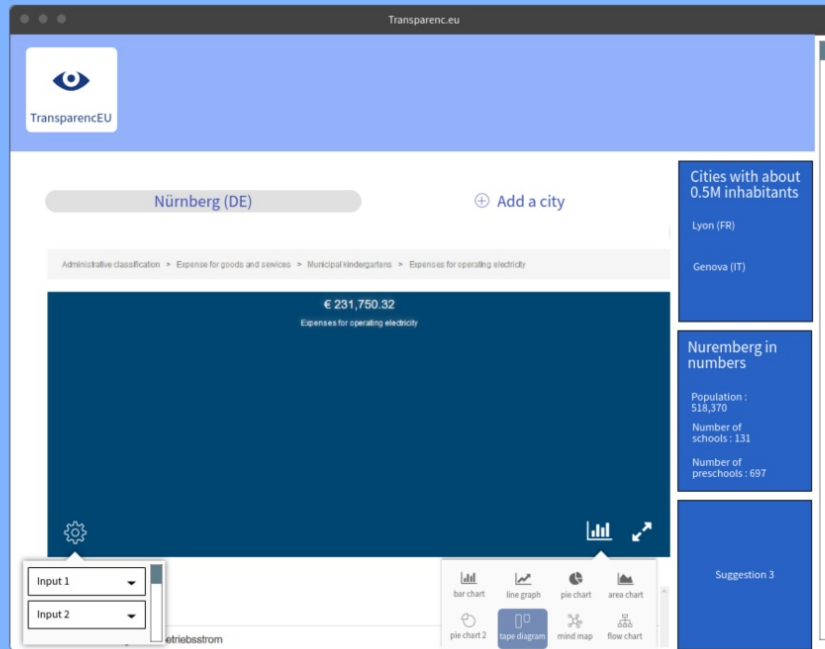 Transparenc.eu
TransparencEU
Nürnberg (DE)
Add a city
Administrative classification > Expense for goods and services > Municipal kindergartens > Expenses for operating electricity
€ 231,750.32
Expenses for operating electricity
Cities with about
0.5M inhabitants
Lyon (FR)
Genova (IT)
Nuremberg in
numbers
Population :
518,370
Number of
schools : 131
Number of
preschools : 697
Suggestion 3
Input 1
Input 2
bar chart
line graph
pie chart
area chart
pie chart 2
tape diagram
mind map
flow chart
etriebsstrom